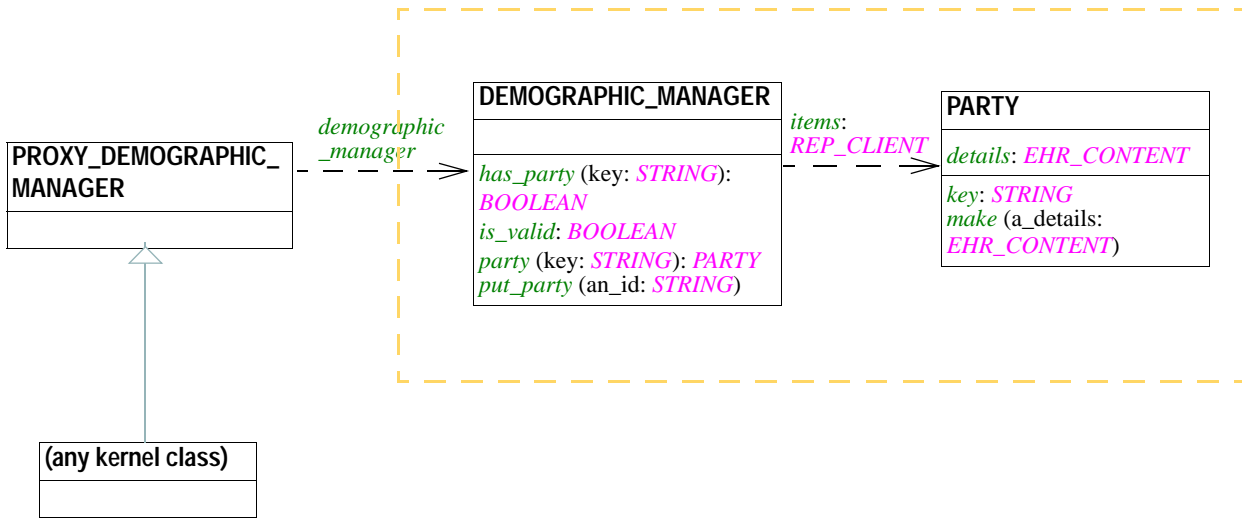 PROXY_DEMOGRAPHIC_
MANAGER
(any kernel class)
demographic
_manager
DEMOGRAPHIC_MANAGER
has_party (key: STRING):
BOOLEAN
is_valid: BOOLEAN
party (key: STRING): PARTY
put_party (an_id: STRING)
items:
REP_CLIENT
PARTY
details: EHR_CONTENT
key: STRING
make (a_details:
EHR_CONTENT)